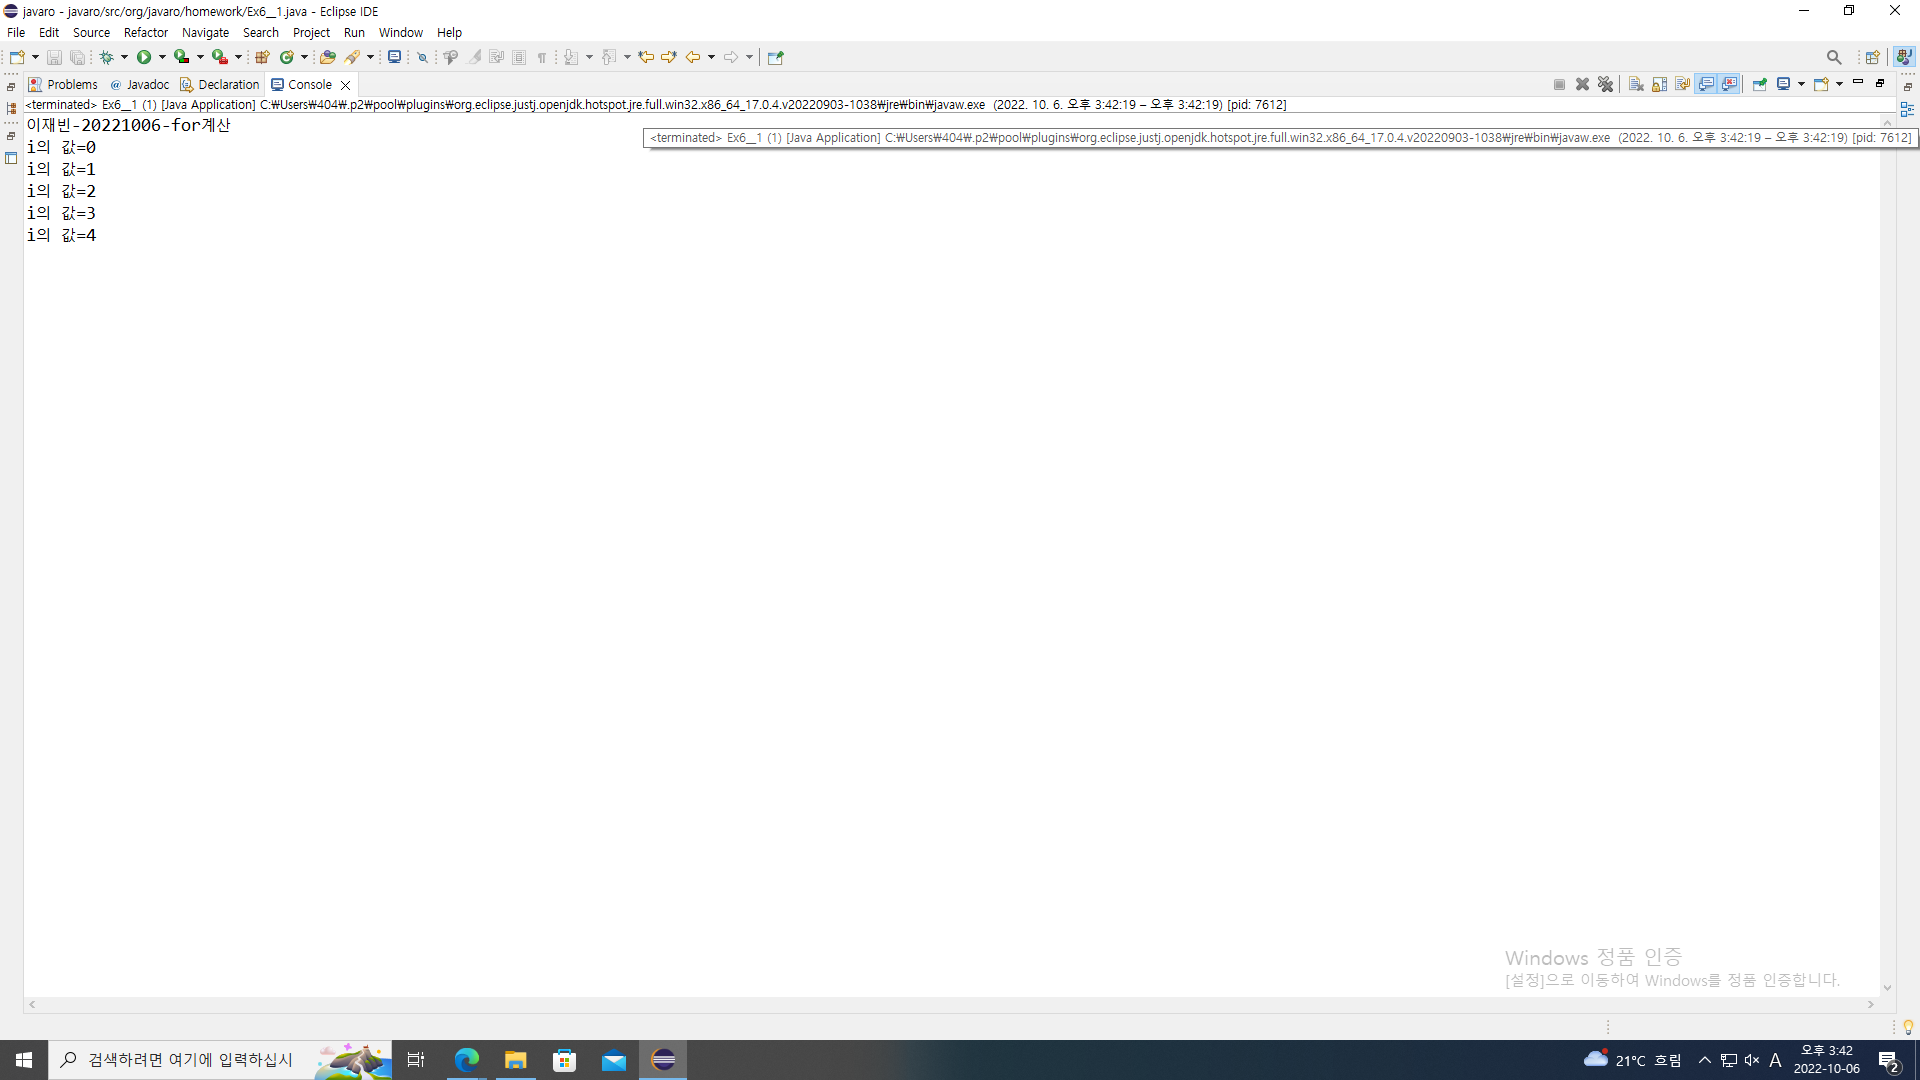 javaro - javaro/src/org/javaro/homework/Ex6__1.java - Eclipse IDE
File Edit Source Refactor Navigate Search Project Run Window Help
Problems @ Javadoc Declaration Console
<terminated> Ex6__1 (1) [Java Application] C:₩Users₩404₩.p2₩pool₩plugins₩org.eclipse.justj.openjdk.hotspot.jre.full.win32.x86_64_17.0.4.v20220903-1038₩jre₩bin₩javaw.exe (2022. 10. 6. 오후 3:42:19 – 오후 3:42:19) [pid: 7612]
이재빈-20221006-for계산
<terminated> Ex6__1 (1) [Java Application] C:₩Users₩404₩.p2₩pool₩plugins₩org.eclipse.justj.openjdk.hotspot.jre.full.win32.x86_64_17.0.4.v20220903-1038₩jre₩bin₩javaw.exe (2022. 10. 6. 오후 3:42:19 – 오후 3:42:19) [pid: 7612]
i의 값=0
i의 값=1
i의 값=2
i의 값=3
i의 값=4
Windows 정품 인증
[설정]으로 이동하여 Windows를 정품 인증합니다.
검색하려면 여기에 입력하십시
21°C 흐림
A
오후 3:42
2022-10-06
2